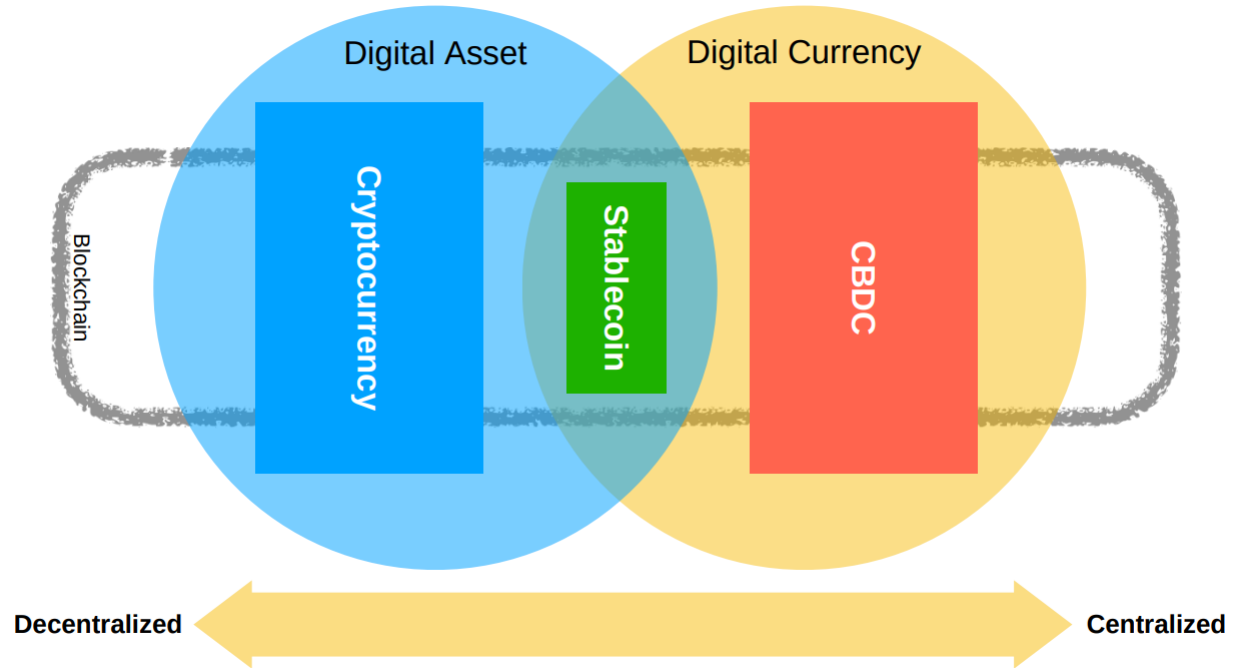 Digital Asset
Digital Currency
Blockchain
Cryptocurrency
Stablecoin
CBDC
Decentralized
Centralized